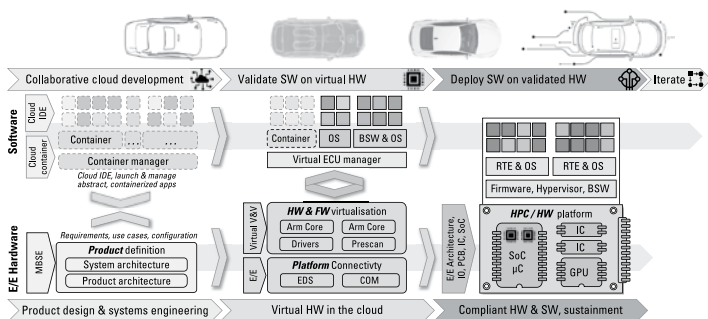 Collaborative cloud development
Validate SW on virtual HW
Deploy SW on validated HW
Iterate
Software
Cloud
IDE
Cloud
container
Container
...
...
Container manager
Cloud IDE, launch & manage
abstract, containerized apps
Container
OS
BSW & OS
Virtual ECU manager
RTE & OS
RTE & OS
Firmware, Hypervisor, BSW
E/E Hardware
MBSE
Requirements, use cases, configuration
Product definition
System architecture
Product architecture
Virtual V&V
HW & FW virtualisation
Arm Core
Arm Core
Drivers
Prescan
E/E
Platform Connectivty
EDS
COM
E/E Architecture,
IO, PCB, IC, SoC
HPC / HW platform
SoC
µC
IC
IC
GPU
Product design & systems engineering
Virtual HW in the cloud
Compliant HW & SW, sustainment